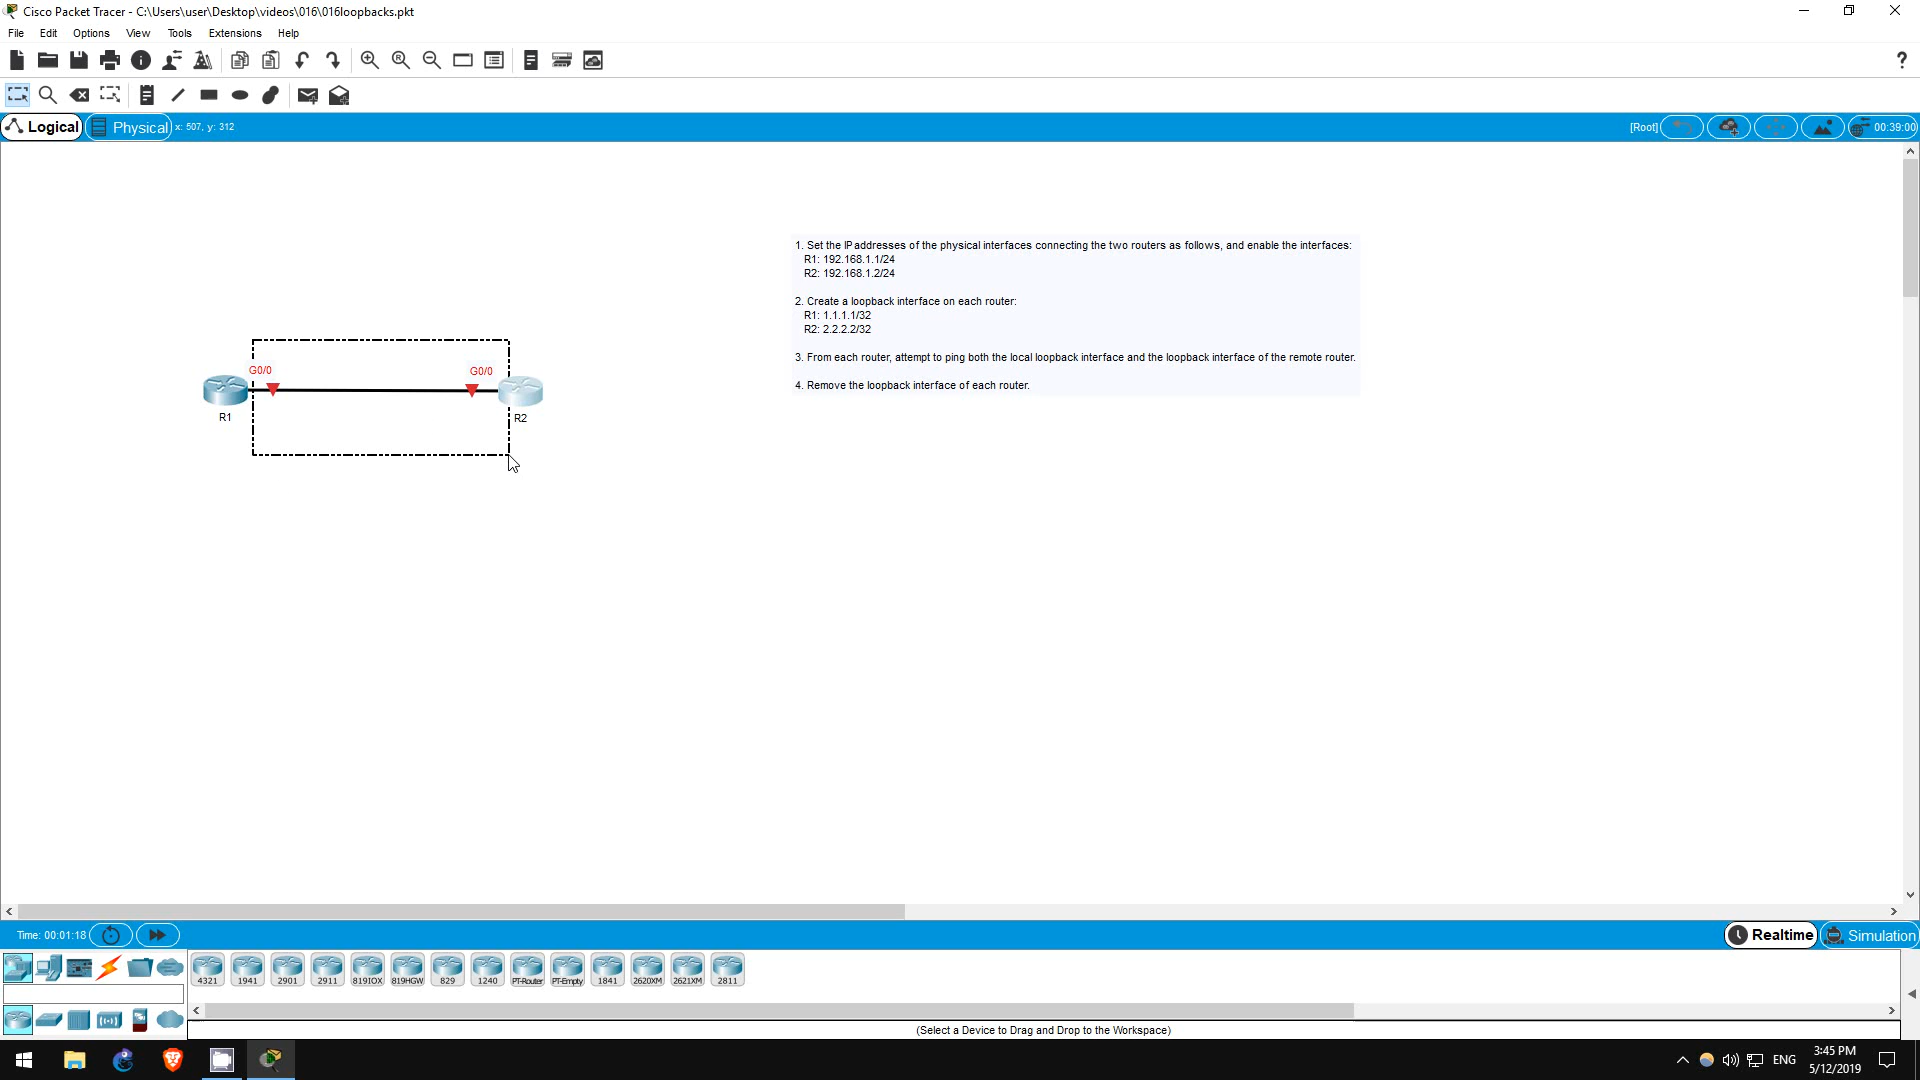 Cisco Packet Tracer - C:\Users\user\Desktop\videos\016\016loopbacks.pkt
File Edit Options View Tools Extensions Help
?
Logical Physical x: 507, y: 312 [Root] 00:39:00
1. Set the IP addresses of the physical interfaces connecting the two routers as follows, and enable the interfaces:
R1: 192.168.1.1/24
R2: 192.168.1.2/24
2. Create a loopback interface on each router:
R1: 1.1.1.1/32
R2: 2.2.2.2/32
3. From each router, attempt to ping both the local loopback interface and the loopback interface of the remote router.
4. Remove the loopback interface of each router.
G0/0 G0/0
R1 R2
Time: 00:01:18 Realtime Simulation
4321 1941 2901 2911 819IOX 819HGW 829 1240 PT-Router PT-Empty 1841 2620XM 2621XM 2811
(Select a Device to Drag and Drop to the Workspace)
ENG 3:45 PM
5/12/2019